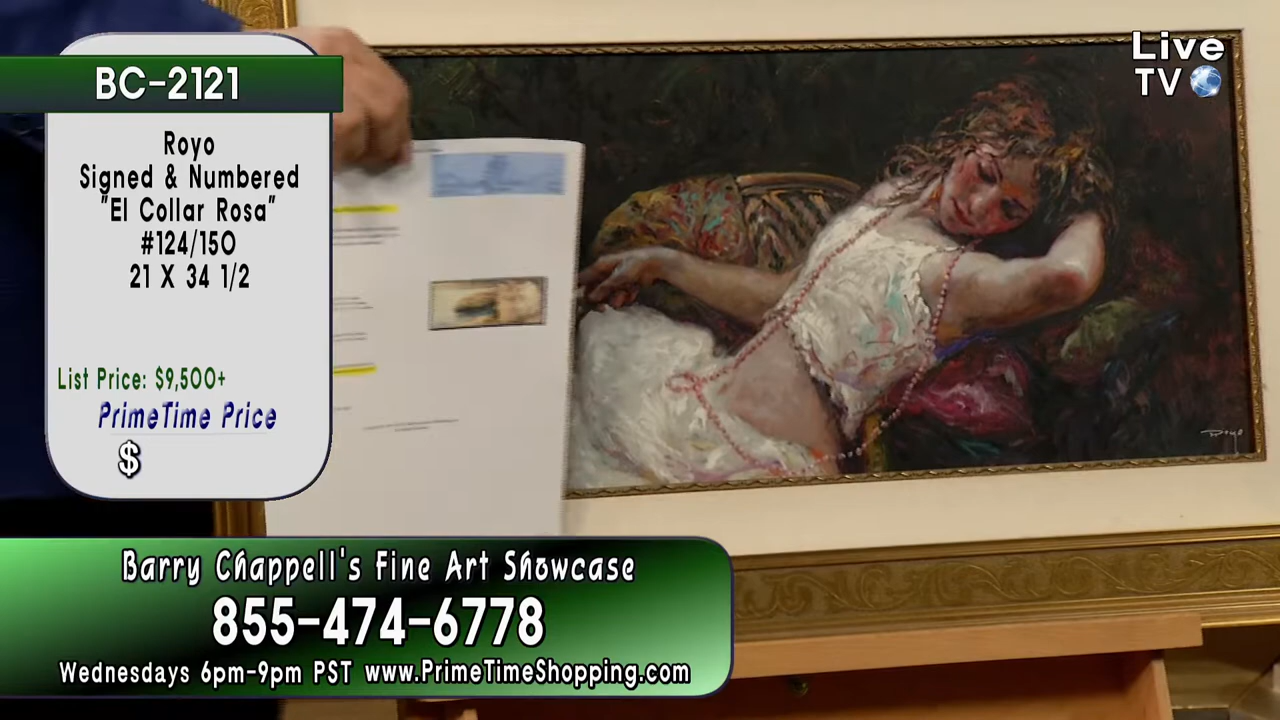 BC-2121
Royo
Signed & Numbered
"El Collar Rosa"
#124/150
21 X 34 1/2
List Price: $9,500+
PrimeTime Price
$
Live
TV
Royo
Barry Chappell's Fine Art Showcase
855-474-6778
Wednesdays 6pm-9pm PST www.PrimeTimeShopping.com